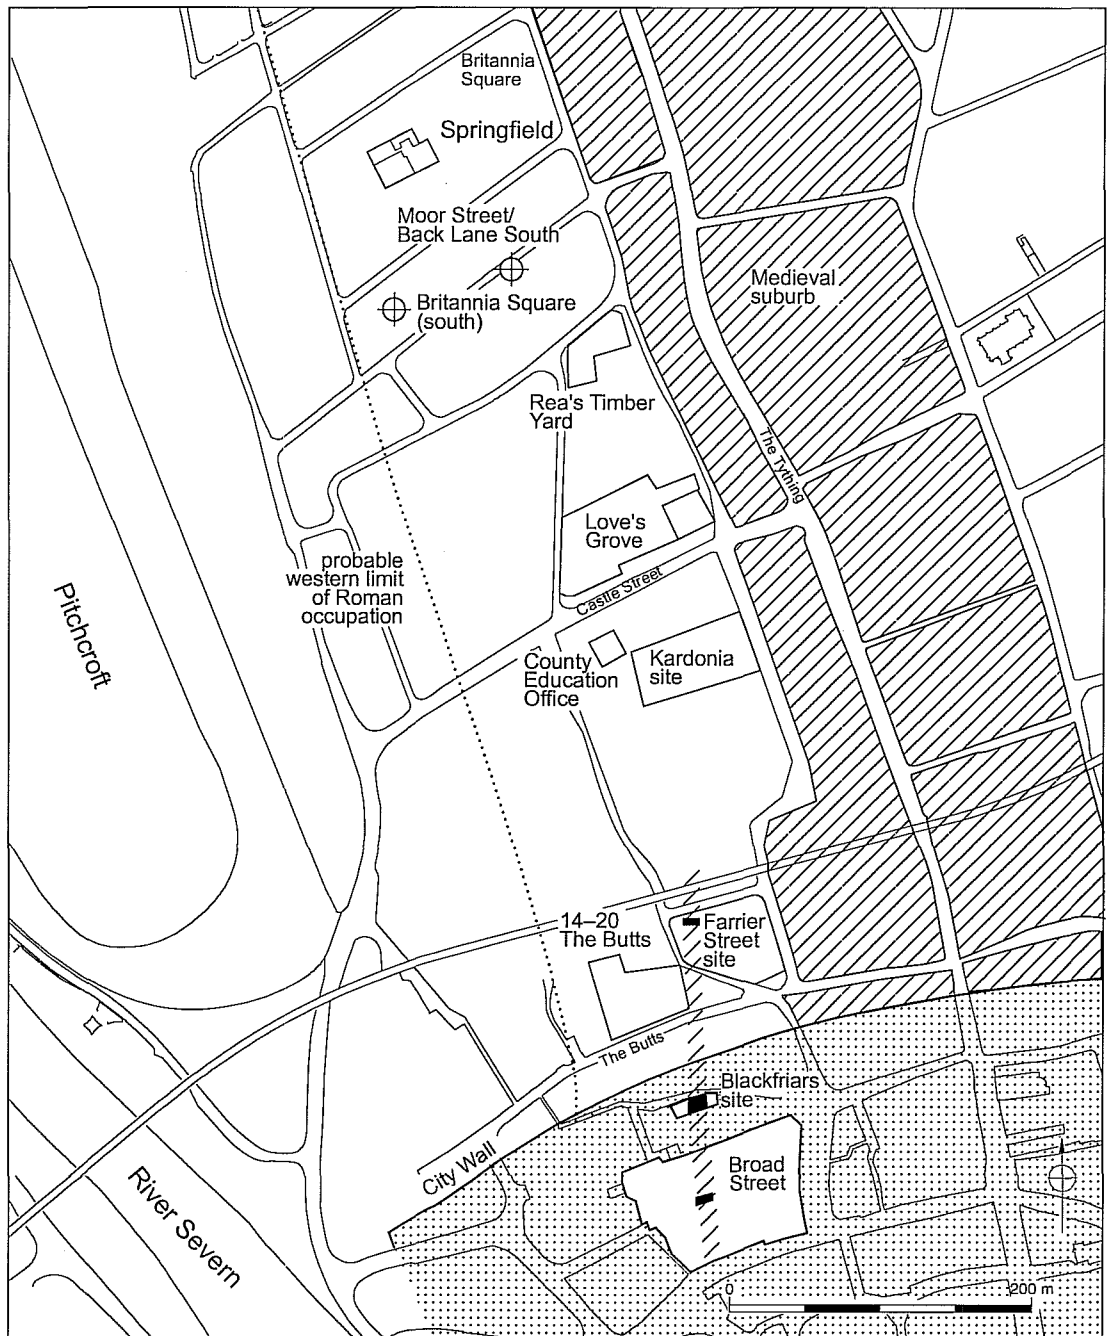 Britannia
Square
Springfield
Moor Street/
Back Lane South
Britannia Square
(south)
Medieval
suburb
Rea's Timber
Yard
The Tything
Love's
Grove
probable
western limit
of Roman
occupation
Castle Street
Pitchcroft
County
Education
Office
Kardonia
site
14–20
The Butts
Farrier
Street
site
The Butts
Blackfriars
site
City Wall
Broad
Street
River Severn
0
200 m